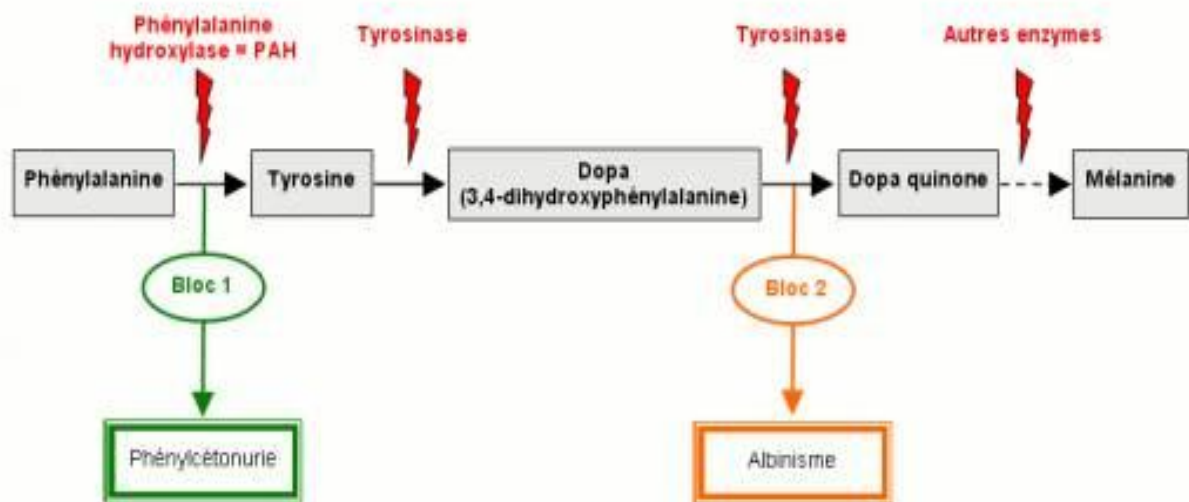 Phénylalanine
hydroxylase = PAH
Tyrosinase
Tyrosinase
Autres enzymes
Phénylalanine
Tyrosine
Dopa
(3,4-dihydroxyphénylalanine)
Dopa quinone
Mélanine
Bloc 1
Bloc 2
Phénylcétonurie
Albinisme